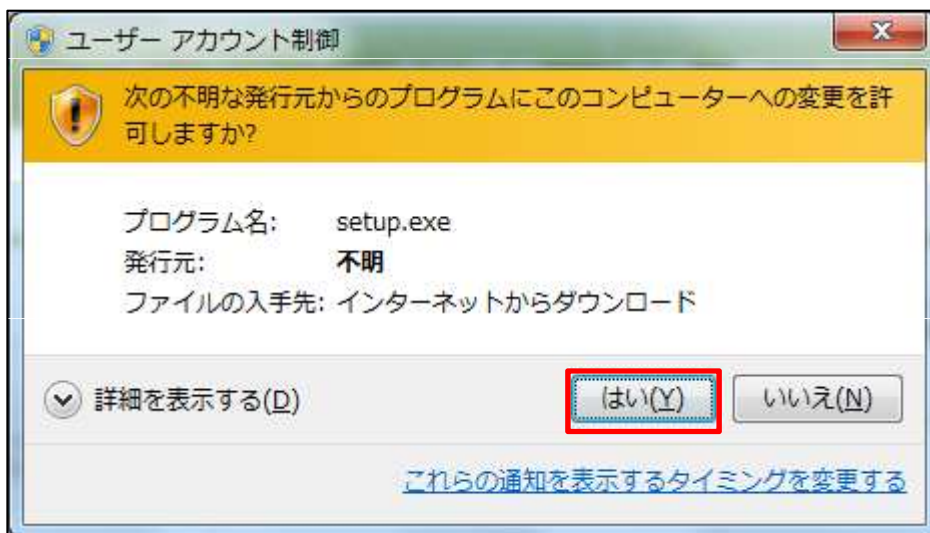 ユーザー アカウント制御
次の不明な発行元からのプログラムにこのコンピューターへの変更を許
可しますか?
プログラム名: setup.exe
発行元: 不明
ファイルの入手先: インターネットからダウンロード
詳細を表示する(D)
はい(Y)
いいえ(N)
これらの通知を表示するタイミングを変更する